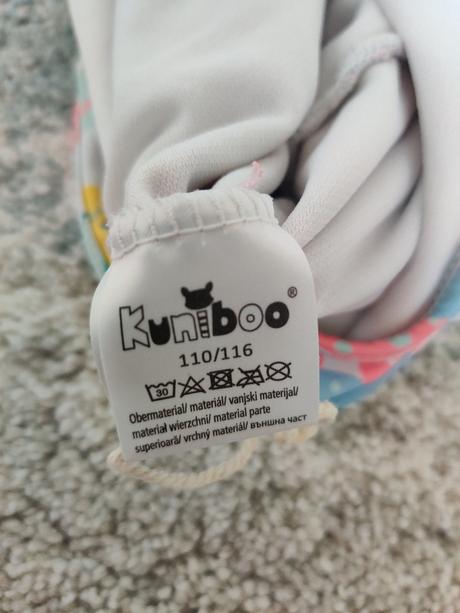 Kuniboo®
110/116
30
Obermaterial/ materiál/ vanjski materijal/
materiał wierzchni/ material parte
superioară/ vrchný materiál/ външна част